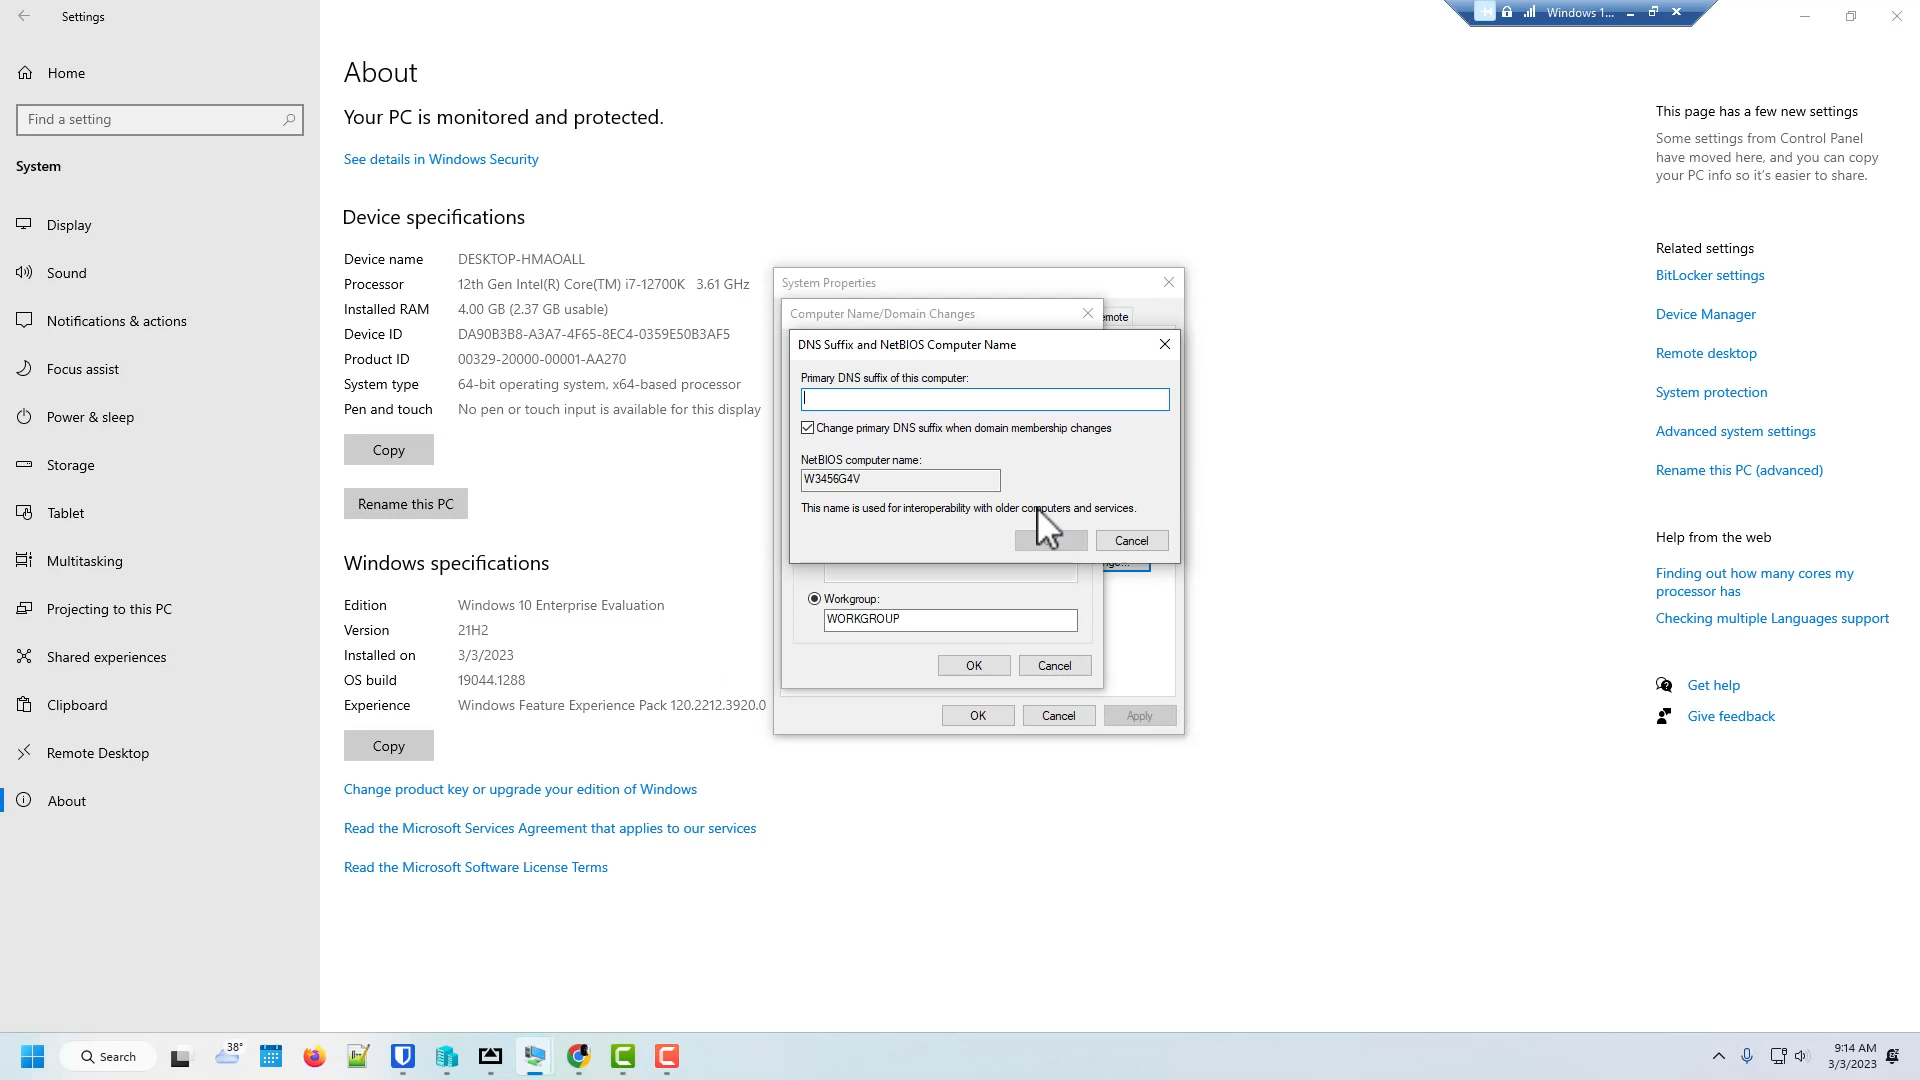 Settings
Windows 1...
Home
Find a setting
System
Display
Sound
Notifications & actions
Focus assist
Power & sleep
Storage
Tablet
Multitasking
Projecting to this PC
Shared experiences
Clipboard
Remote Desktop
About
About
Your PC is monitored and protected.
See details in Windows Security
Device specifications
Device name DESKTOP-HMAOALL
Processor 12th Gen Intel(R) Core(TM) i7-12700K 3.61 GHz
Installed RAM 4.00 GB (2.37 GB usable)
Device ID DA90B3B8-A3A7-4F65-8EC4-0359E50B3AF5
Product ID 00329-20000-00001-AA270
System type 64-bit operating system, x64-based processor
Pen and touch No pen or touch input is available for this display
Copy
Rename this PC
Windows specifications
Edition Windows 10 Enterprise Evaluation
Version 21H2
Installed on 3/3/2023
OS build 19044.1288
Experience Windows Feature Experience Pack 120.2212.3920.0
Copy
Change product key or upgrade your edition of Windows
Read the Microsoft Services Agreement that applies to our services
Read the Microsoft Software License Terms
System Properties
Computer Name/Domain Changes
emote
DNS Suffix and NetBIOS Computer Name
Primary DNS suffix of this computer:
Change primary DNS suffix when domain membership changes
NetBIOS computer name:
W3456G4V
This name is used for interoperability with older computers and services.
Cancel
Workgroup:
WORKGROUP
OK Cancel
OK Cancel Apply
This page has a few new settings
Some settings from Control Panel
have moved here, and you can copy
your PC info so it's easier to share.
Related settings
BitLocker settings
Device Manager
Remote desktop
System protection
Advanced system settings
Rename this PC (advanced)
Help from the web
Finding out how many cores my
processor has
Checking multiple Languages support
Get help
Give feedback
Search
38°
9:14 AM
3/3/2023